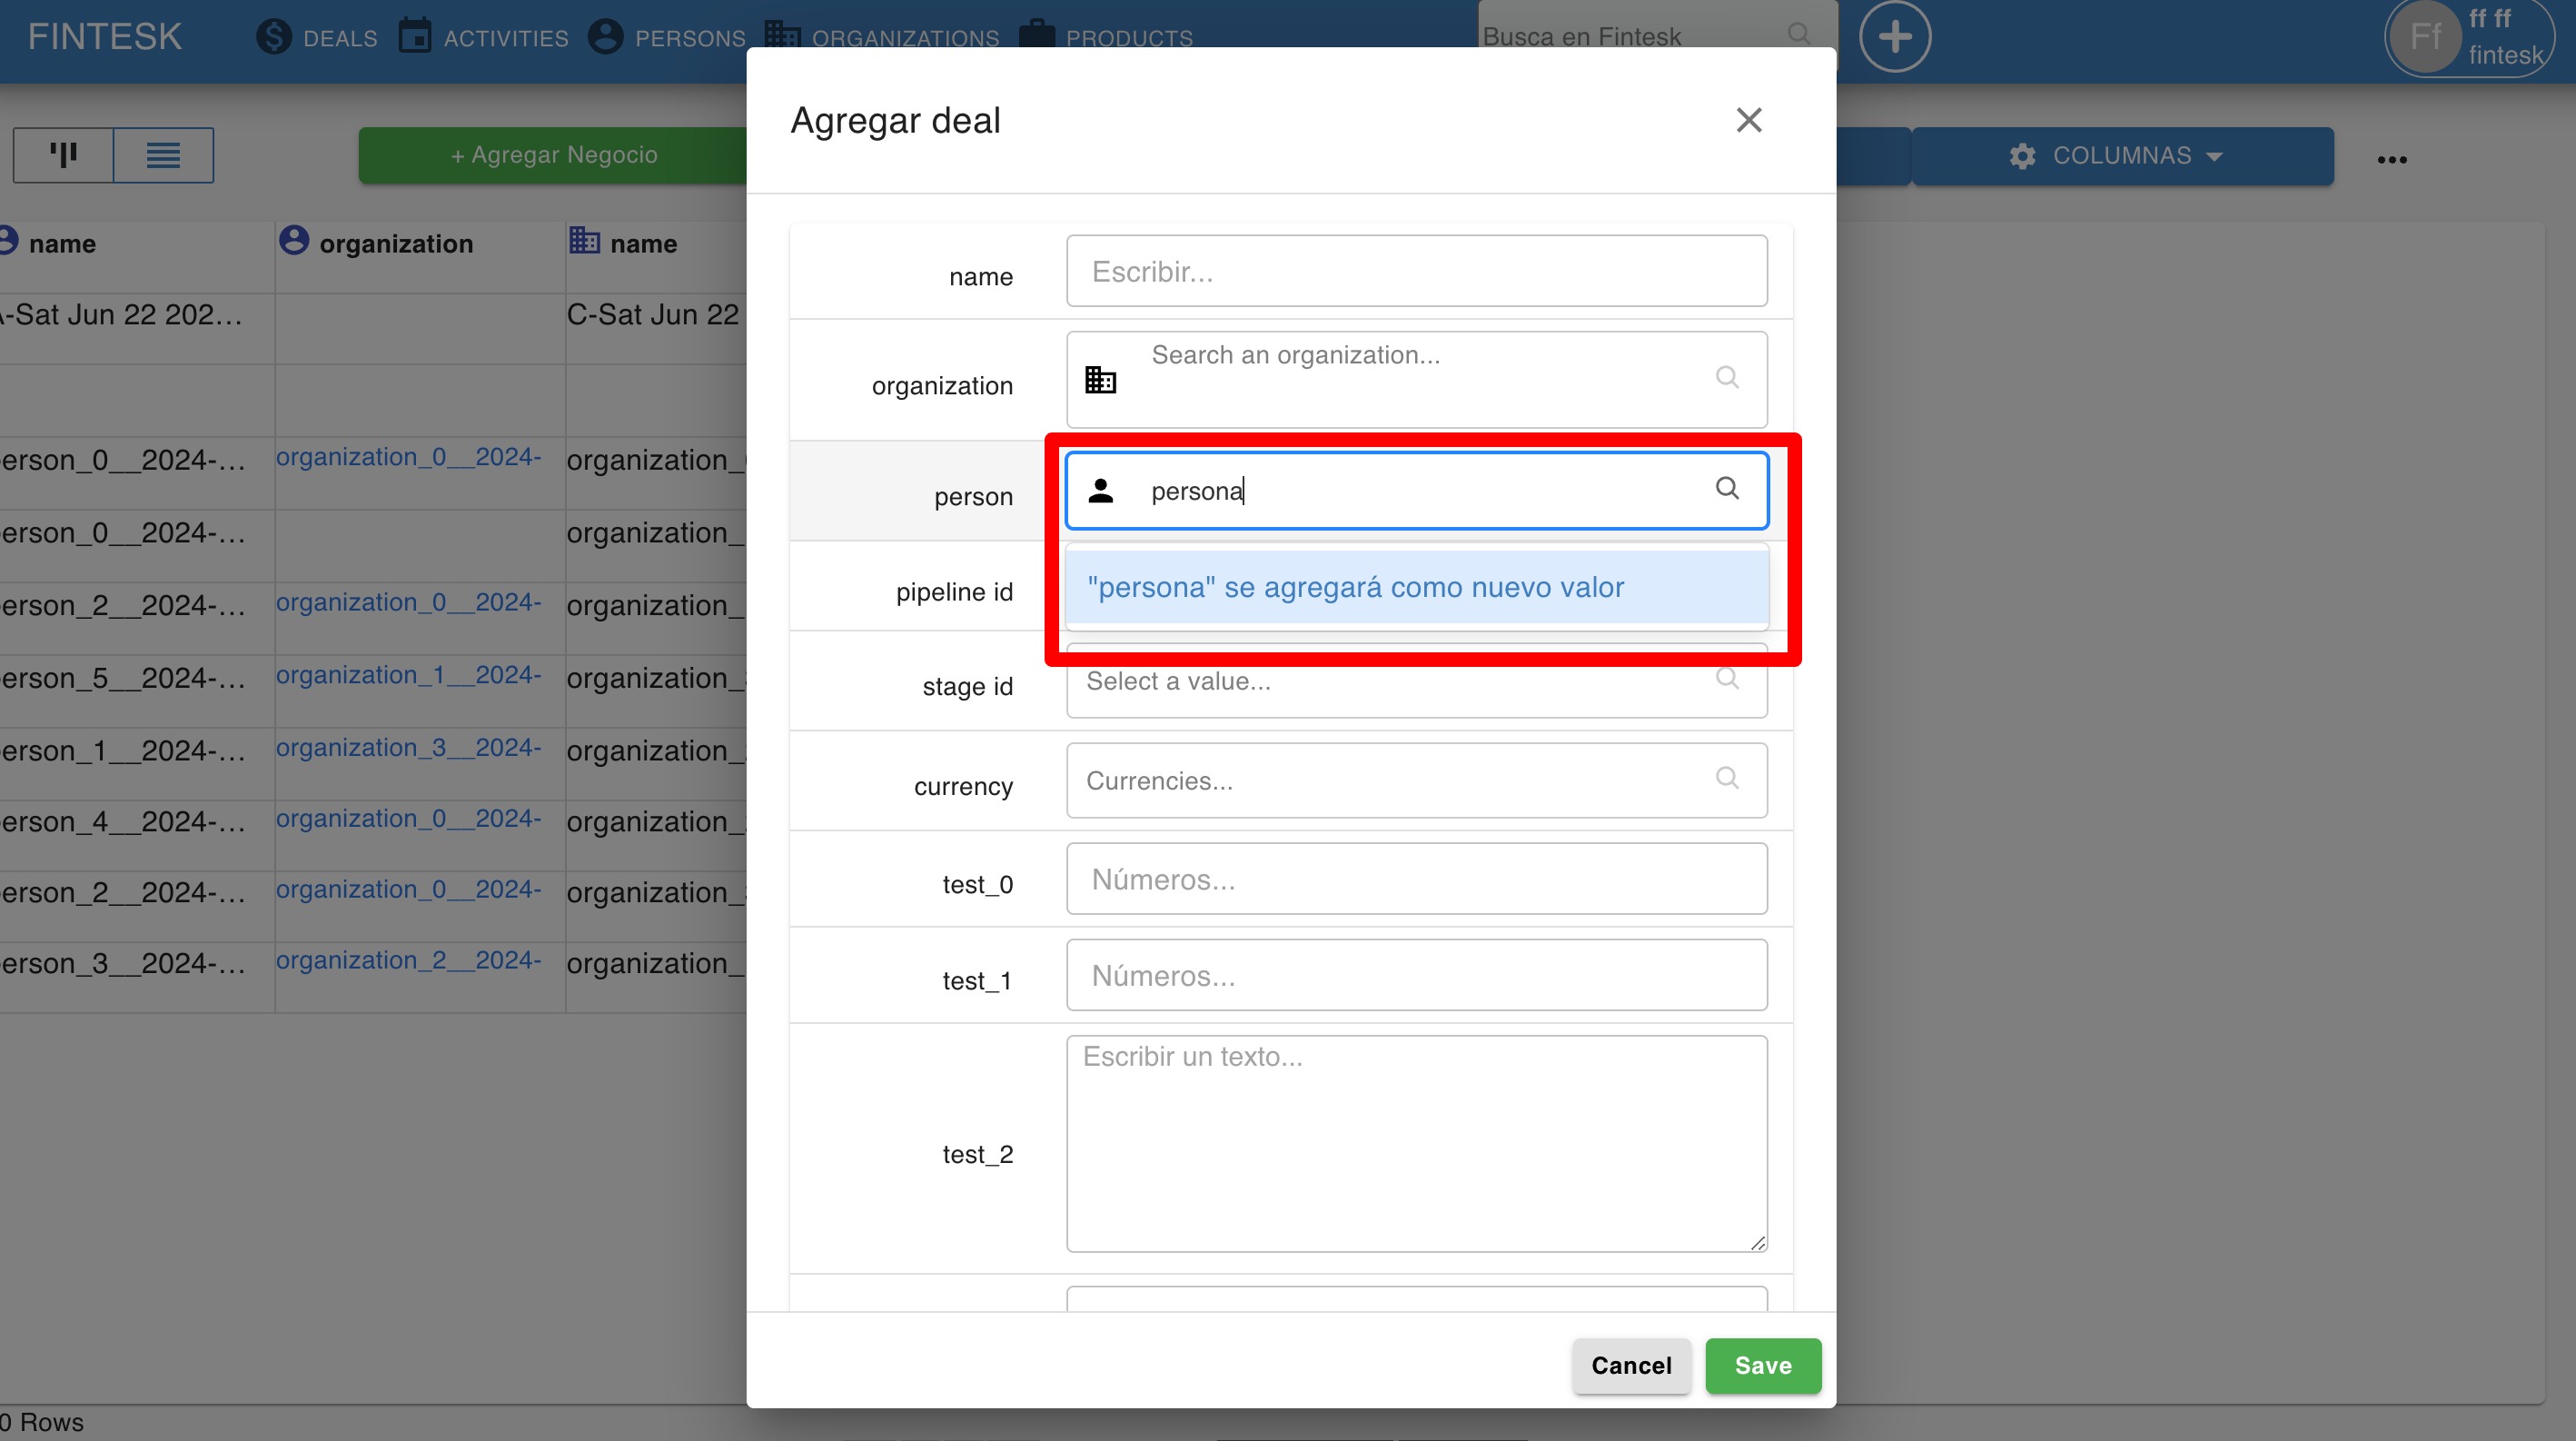 FINTESK DEALS ACTIVITIES PERSONS ORGANIZATIONS PRODUCTS Busca en Fintesk Ff ff ff
fintesk
Agregar deal
+ Agregar Negocio COLUMNAS
name organization name
-Sat Jun 22 202... C-Sat Jun 22
erson_0__2024-... organization_0__2024- organization_
erson_0__2024-... organization_
erson_2__2024-... organization_0__2024- organization_
erson_5__2024-... organization_1__2024- organization_
erson_1__2024-... organization_3__2024- organization_
erson_4__2024-... organization_0__2024- organization_
erson_2__2024-... organization_0__2024- organization_
erson_3__2024-... organization_2__2024- organization_
0 Rows
name Escribir...
organization Search an organization...
person persona
pipeline id "persona" se agregará como nuevo valor
stage id Select a value...
currency Currencies...
test_0 Números...
test_1 Números...
test_2 Escribir un texto...
Cancel Save